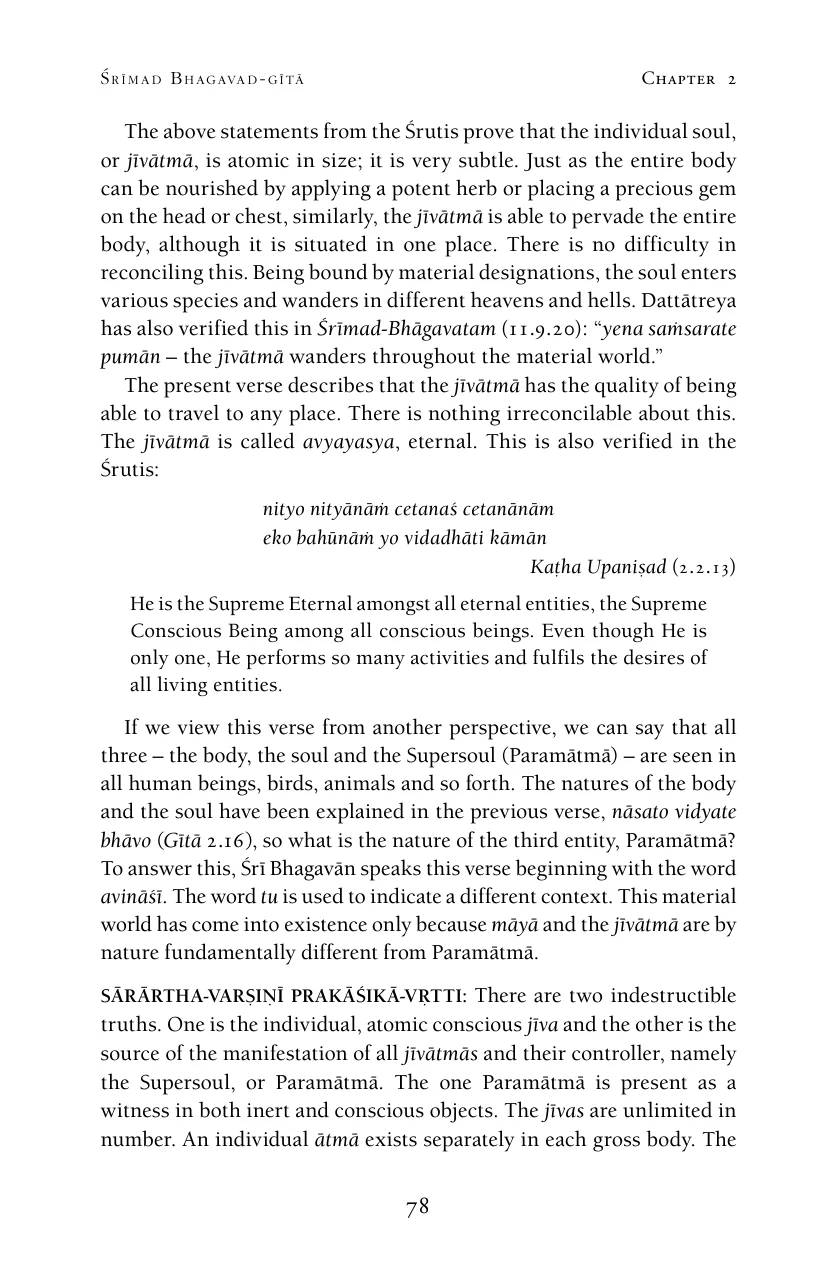 Śrīmad Bhagavad-gītā Chapter 2
The above statements from the Śrutis prove that the individual soul,
or jīvātmā, is atomic in size; it is very subtle. Just as the entire body
can be nourished by applying a potent herb or placing a precious gem
on the head or chest, similarly, the jīvātmā is able to pervade the entire
body, although it is situated in one place. There is no difficulty in
reconciling this. Being bound by material designations, the soul enters
various species and wanders in different heavens and hells. Dattātreya
has also verified this in Śrīmad-Bhāgavatam (11.9.20): “yena saṁsarate
pumān – the jīvātmā wanders throughout the material world.”
The present verse describes that the jīvātmā has the quality of being
able to travel to any place. There is nothing irreconcilable about this.
The jīvātmā is called avyayasya, eternal. This is also verified in the
Śrutis:
nityo nityānāṁ cetanaś cetanānām
eko bahūnāṁ yo vidadhāti kāmān
Kaṭha Upaniṣad (2.2.13)
He is the Supreme Eternal amongst all eternal entities, the Supreme
Conscious Being among all conscious beings. Even though He is
only one, He performs so many activities and fulfils the desires of
all living entities.
If we view this verse from another perspective, we can say that all
three – the body, the soul and the Supersoul (Paramātmā) – are seen in
all human beings, birds, animals and so forth. The natures of the body
and the soul have been explained in the previous verse, nāsato vidyate
bhāvo (Gītā 2.16), so what is the nature of the third entity, Paramātmā?
To answer this, Śrī Bhagavān speaks this verse beginning with the word
avināśī. The word tu is used to indicate a different context. This material
world has come into existence only because māyā and the jīvātmā are by
nature fundamentally different from Paramātmā.
SĀRĀRTHA-VARṢIṆĪ PRAKĀŚIKĀ-VṚTTI: There are two indestructible
truths. One is the individual, atomic conscious jīva and the other is the
source of the manifestation of all jīvātmās and their controller, namely
the Supersoul, or Paramātmā. The one Paramātmā is present as a
witness in both inert and conscious objects. The jīvas are unlimited in
number. An individual ātmā exists separately in each gross body. The
78